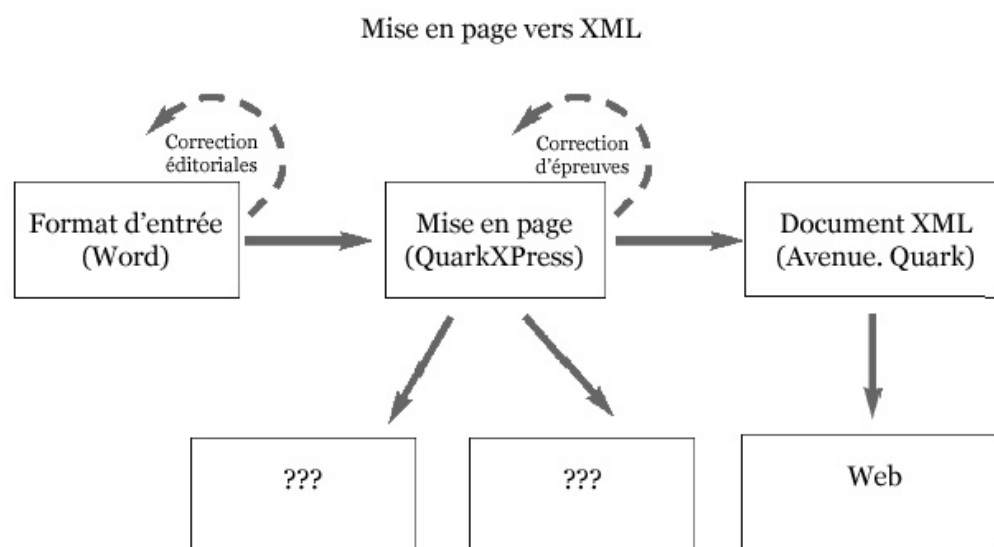 Mise en page vers XML
Correction
éditoriales
Correction
d'épreuves
Format d'entrée
(Word)
Mise en page
(QuarkXPress)
Document XML
(Avenue. Quark)
???
???
Web